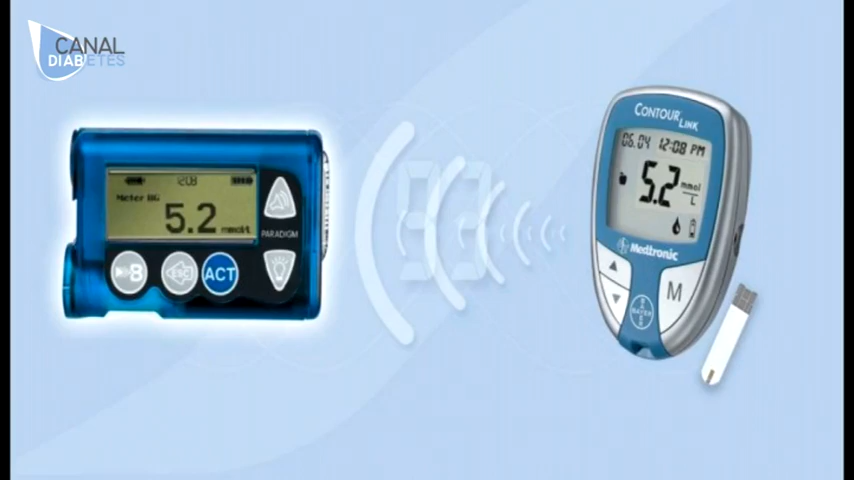 CANAL
DIABETES
12:08
Meter BG
5.2 mmol/L
PARADIGM
B
ESC
ACT
CONTOUR LINK
06.04 12:08 PM
5.2 mmol/L
Medtronic
M
BAYER